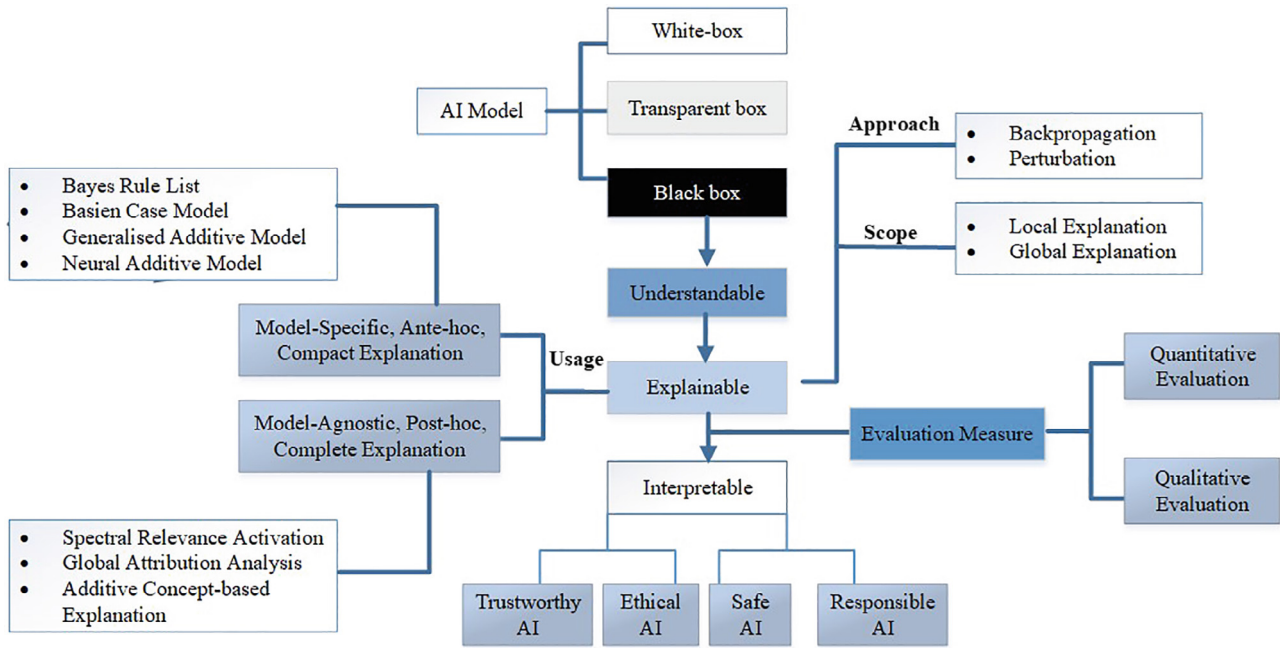 White-box
AI Model
Transparent box
Black box
Approach
• Backpropagation
• Perturbation
Scope
• Local Explanation
• Global Explanation
• Bayes Rule List
• Basien Case Model
• Generalised Additive Model
• Neural Additive Model
Understandable
Model-Specific, Ante-hoc,
Compact Explanation
Usage
Explainable
Model-Agnostic, Post-hoc,
Complete Explanation
Quantitative
Evaluation
Evaluation Measure
Qualitative
Evaluation
Interpretable
• Spectral Relevance Activation
• Global Attribution Analysis
• Additive Concept-based
Explanation
Trustworthy
AI
Ethical
AI
Safe
AI
Responsible
AI